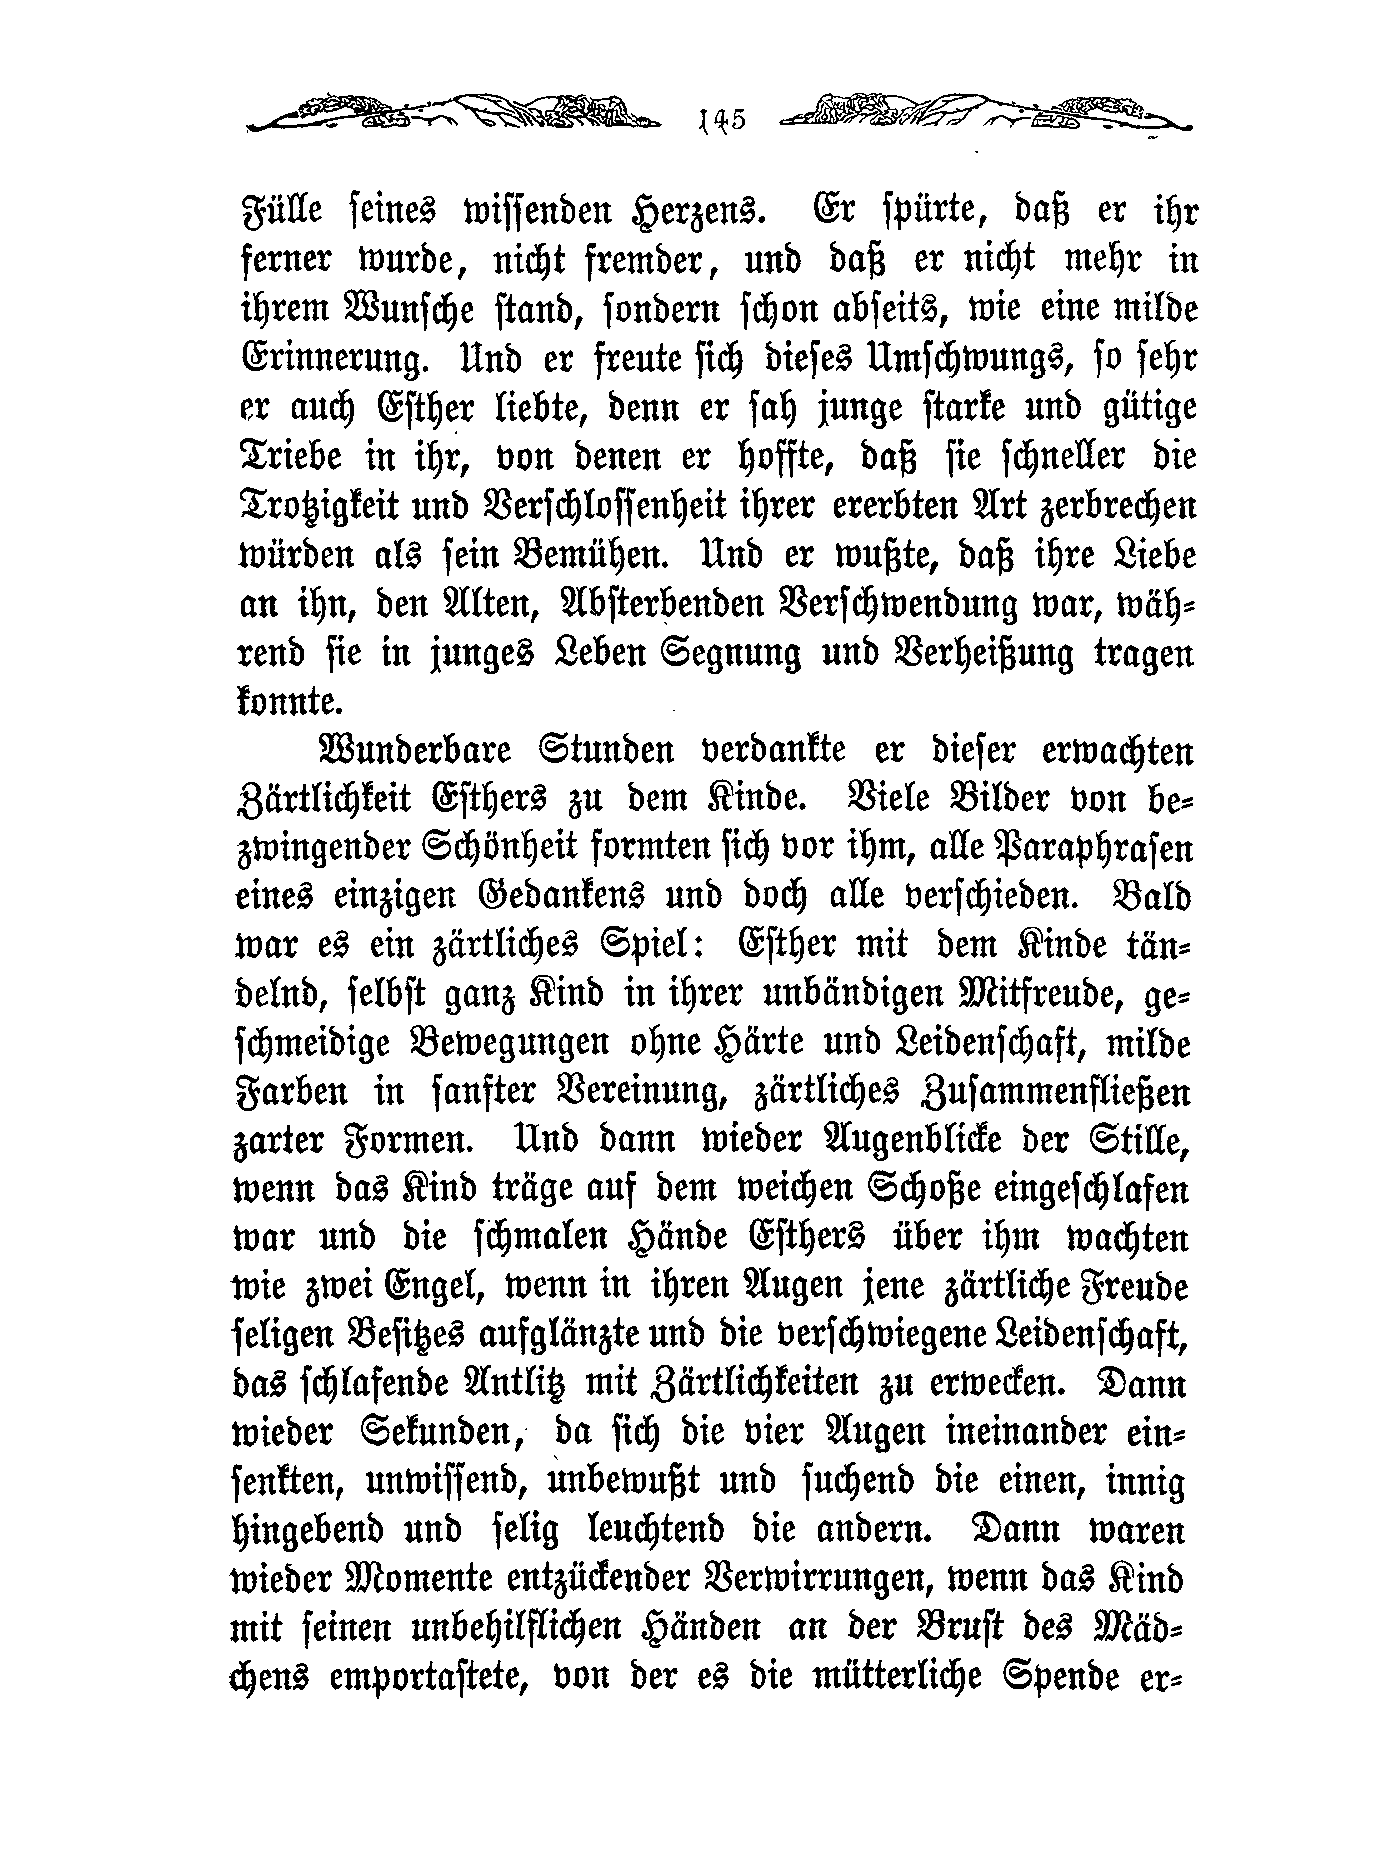 145
Fülle seines wissenden Herzens. Er spürte, daß er ihr
ferner wurde, nicht fremder, und daß er nicht mehr in
ihrem Wunsche stand, sondern schon abseits, wie eine milde
Erinnerung. Und er freute sich dieses Umschwungs, so sehr
er auch Esther liebte, denn er sah junge starke und gütige
Triebe in ihr, von denen er hoffte, daß sie schneller die
Trotzigkeit und Verschlossenheit ihrer ererbten Art zerbrechen
würden als sein Bemühen. Und er wußte, daß ihre Liebe
an ihn, den Alten, Absterbenden Verschwendung war, wäh-
rend sie in junges Leben Segnung und Verheißung tragen
konnte.
Wunderbare Stunden verdankte er dieser erwachten
Zärtlichkeit Esthers zu dem Kinde. Viele Bilder von be-
zwingender Schönheit formten sich vor ihm, alle Paraphrasen
eines einzigen Gedankens und doch alle verschieden. Bald
war es ein zärtliches Spiel: Esther mit dem Kinde tän-
delnd, selbst ganz Kind in ihrer unbändigen Mitfreude, ge-
schmeidige Bewegungen ohne Härte und Leidenschaft, milde
Farben in sanfter Vereinung, zärtliches Zusammenfließen
zarter Formen. Und dann wieder Augenblicke der Stille,
wenn das Kind träge auf dem weichen Schoße eingeschlafen
war und die schmalen Hände Esthers über ihm wachten
wie zwei Engel, wenn in ihren Augen jene zärtliche Freude
seligen Besitzes aufglänzte und die verschwiegene Leidenschaft,
das schlafende Antlitz mit Zärtlichkeiten zu erwecken. Dann
wieder Sekunden, da sich die vier Augen ineinander ein-
senkten, unwissend, unbewußt und suchend die einen, innig
hingebend und selig leuchtend die andern. Dann waren
wieder Momente entzückender Verwirrungen, wenn das Kind
mit seinen unbehilflichen Händen an der Brust des Mäd-
chens emportastete, von der es die mütterliche Spende er-